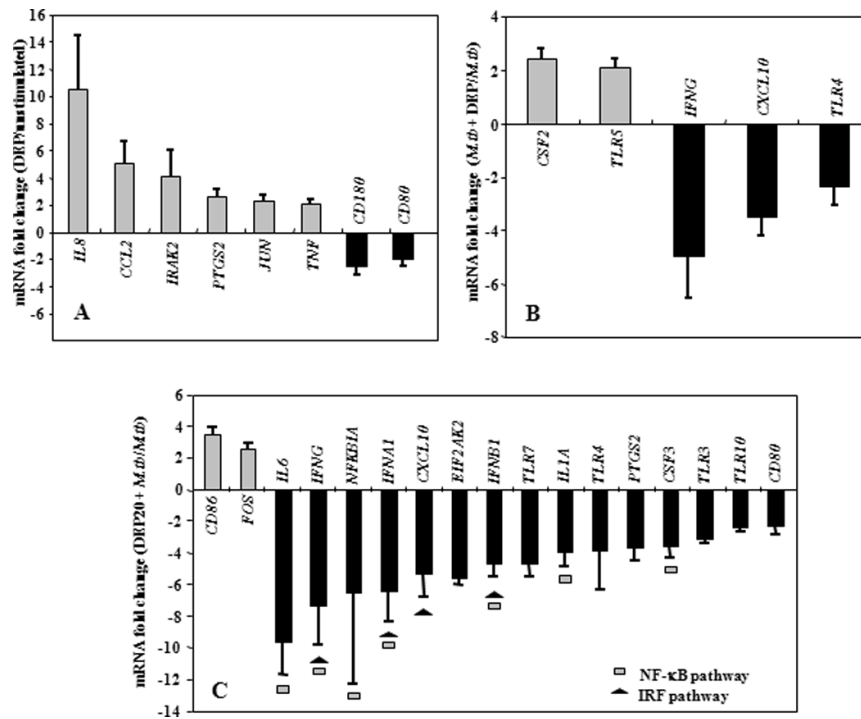 mRNA fold change (DEP/unstimulated)
16
14
12
10
8
6
4
2
0
-2
-4
-6
IL8
CCL2
IRAK2
PTGS2
JUN
TNF
CD180
CD80
A
mRNA fold change (M.tb + DEP/M.tb)
4
2
0
-2
-4
-6
-8
CSF2
TLR5
IFNG
CXCL10
TLR4
B
mRNA fold change (DEP20 + M.tb/M.tb)
6
4
2
0
-2
-4
-6
-8
-10
-12
-14
CD86
FOS
IL6
IFNG
NFKBIA
IFNA1
CXCL10
EIF2AK2
IFNB1
TLR7
IL1A
TLR4
PTGS2
CSF3
TLR3
TLR10
CD80
C
NF-κB pathway
IRF pathway